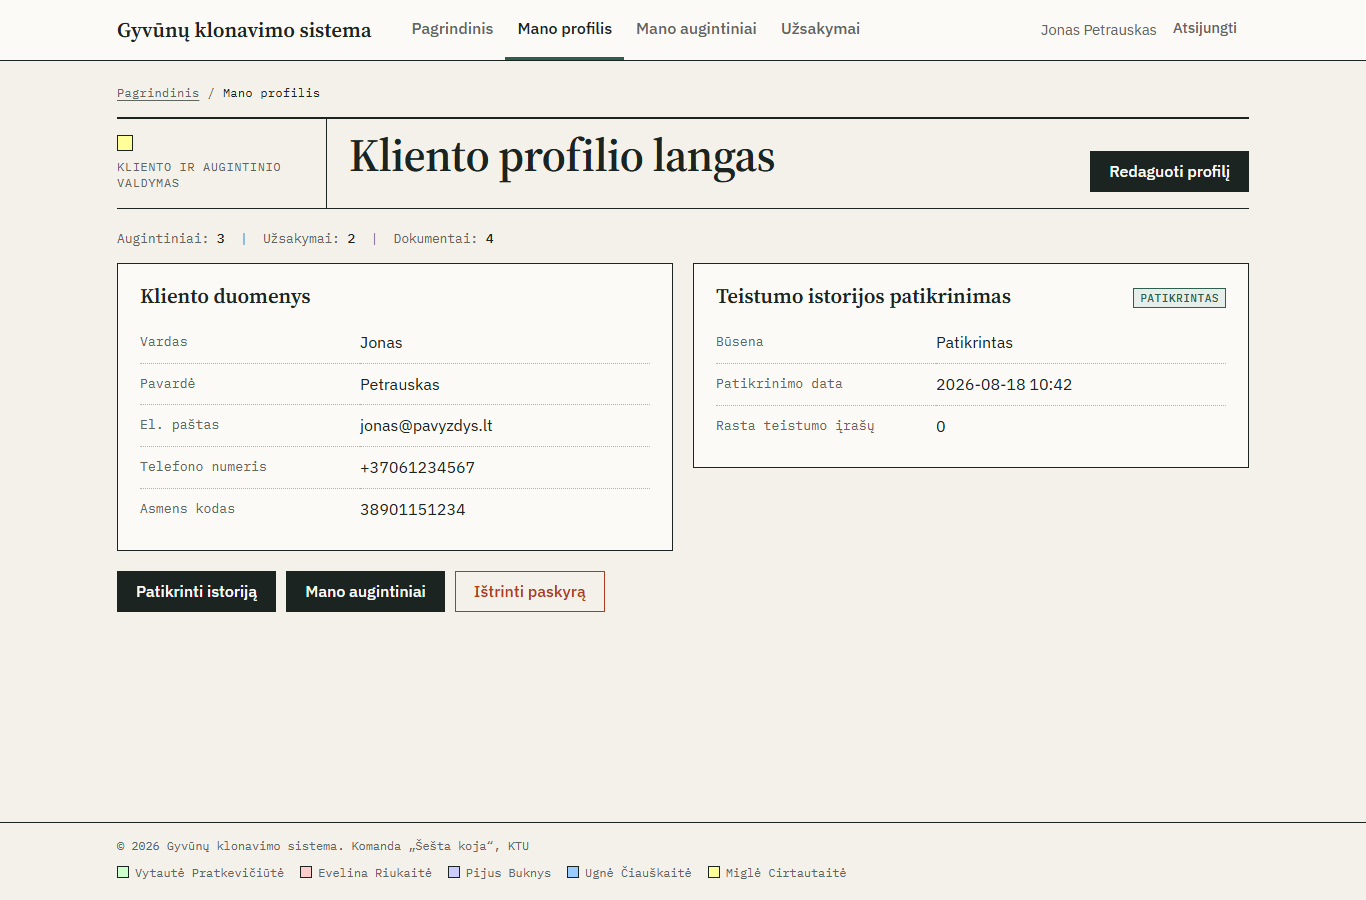 Gyvūnų klonavimo sistema Pagrindinis Mano profilis Mano augintiniai Užsakymai Jonas Petrauskas Atsijungti
Pagrindinis / Mano profilis
KLIENTO IR AUGINTINIO
VALDYMAS
Kliento profilio langas
Redaguoti profilį
Augintiniai: 3 | Užsakymai: 2 | Dokumentai: 4
Kliento duomenys
Vardas Jonas
Pavardė Petrauskas
El. paštas jonas@pavyzdys.lt
Telefono numeris +37061234567
Asmens kodas 38901151234
Teistumo istorijos patikrinimas PATIKRINTAS
Būsena Patikrintas
Patikrinimo data 2026-08-18 10:42
Rasta teistumo įrašų 0
Patikrinti istoriją Mano augintiniai Ištrinti paskyrą
© 2026 Gyvūnų klonavimo sistema. Komanda „Šešta koja“, KTU
Vytautė Pratkevičiūtė Evelina Riukaitė Pijus Buknys Ugnė Čiauškaitė Miglė Cirtautaitė